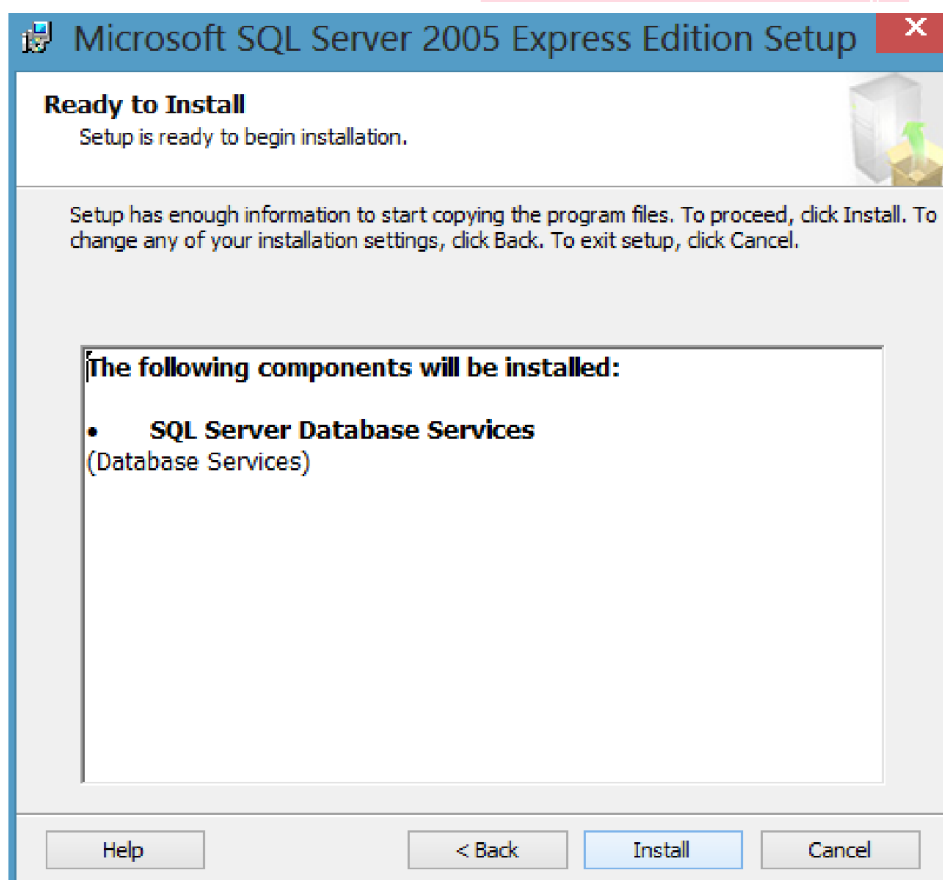 Microsoft SQL Server 2005 Express Edition Setup
Ready to Install
Setup is ready to begin installation.
Setup has enough information to start copying the program files. To proceed, click Install. To
change any of your installation settings, click Back. To exit setup, click Cancel.
The following components will be installed:
• SQL Server Database Services
(Database Services)
Help < Back Install Cancel